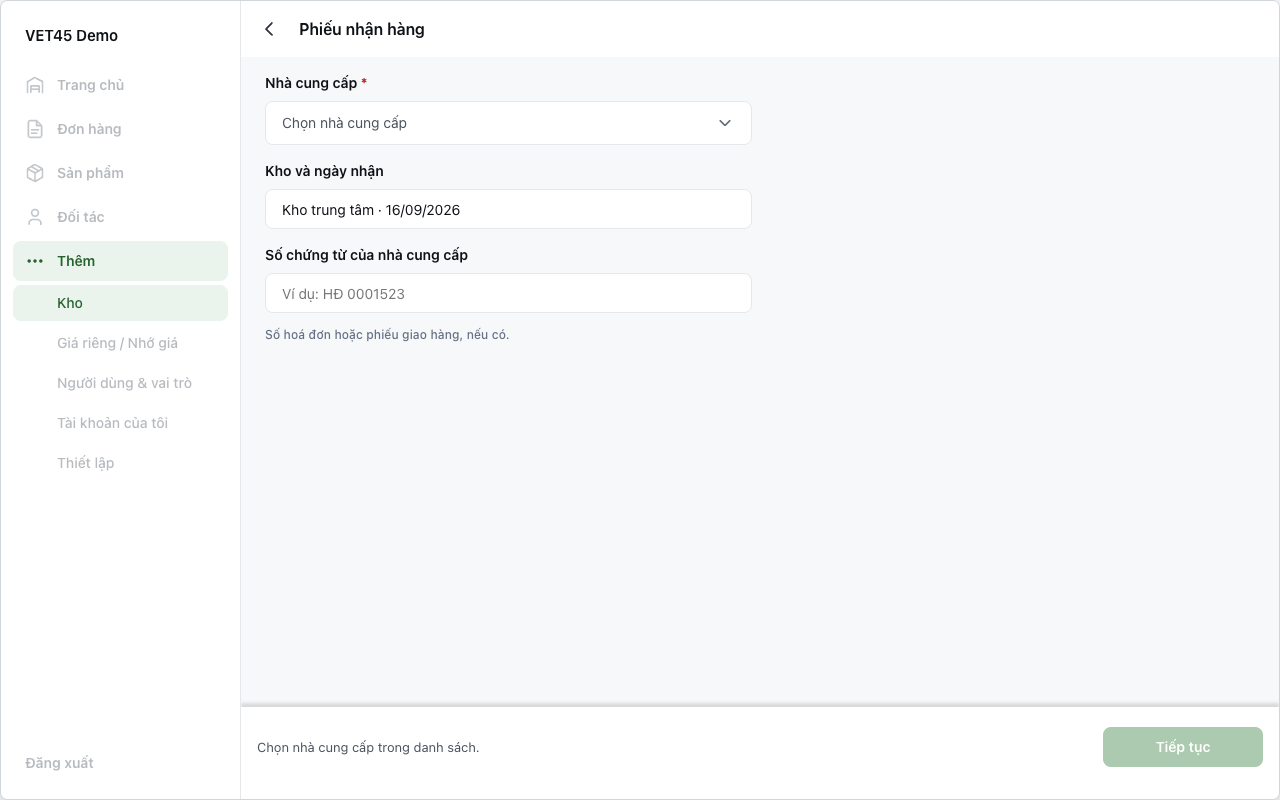 VET45 Demo
Trang chủ
Đơn hàng
Sản phẩm
Đối tác
Thêm
Kho
Giá riêng / Nhớ giá
Người dùng & vai trò
Tài khoản của tôi
Thiết lập
Đăng xuất
Phiếu nhận hàng
Nhà cung cấp *
Chọn nhà cung cấp
Kho và ngày nhận
Kho trung tâm · 16/09/2026
Số chứng từ của nhà cung cấp
Ví dụ: HĐ 0001523
Số hoá đơn hoặc phiếu giao hàng, nếu có.
Chọn nhà cung cấp trong danh sách.
Tiếp tục